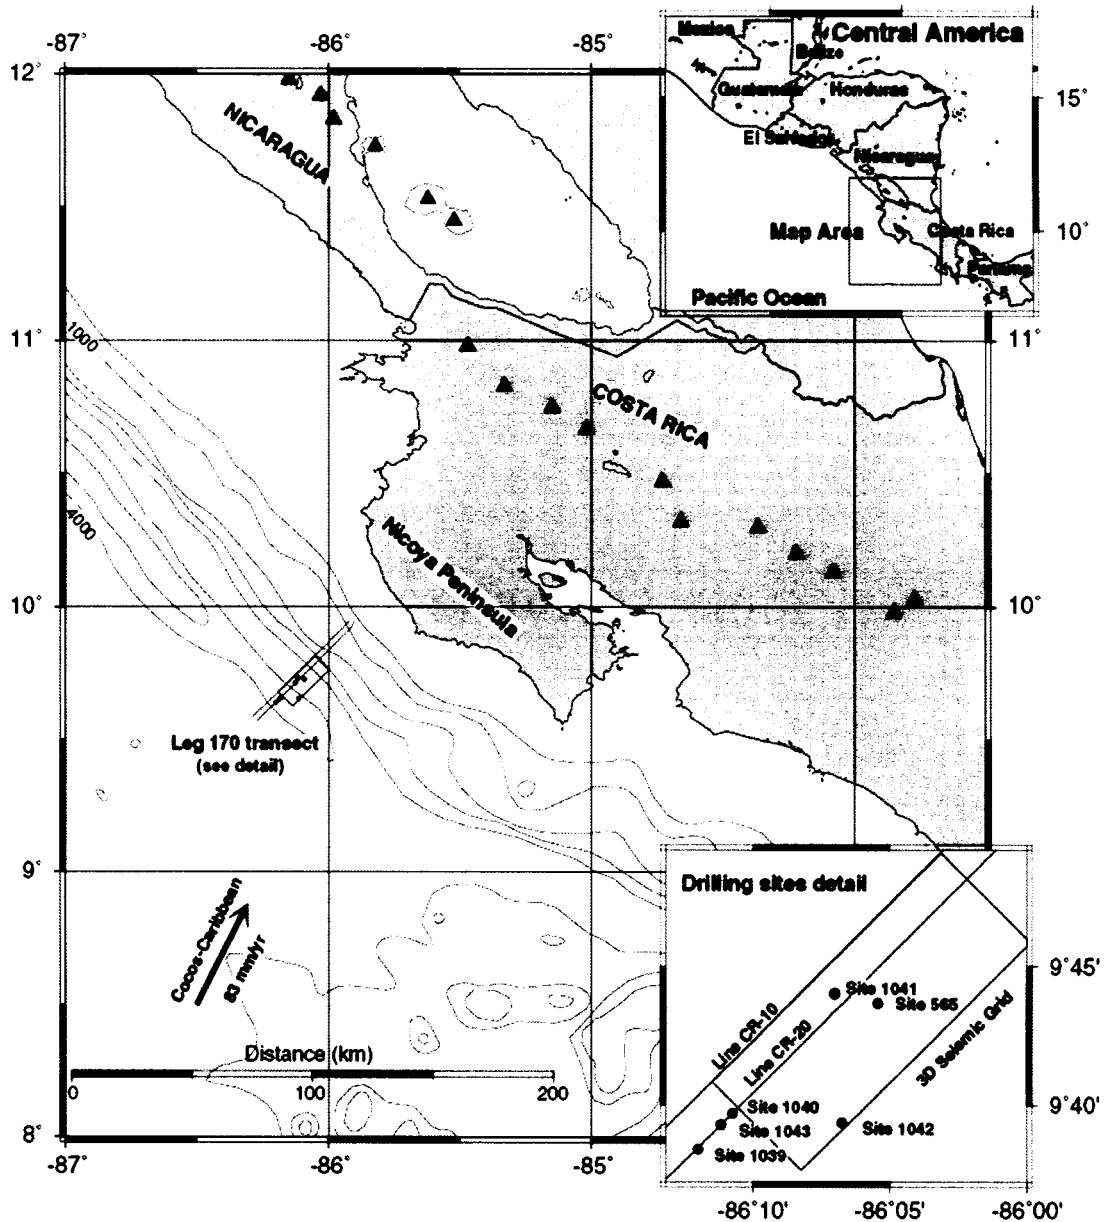 -87°
-86°
-85°
Mexico
Central America
Belize
12°
Guatemala
Honduras
15°
NICARAGUA
El Salvador
Nicaragua
Map Area
Costa Rica
10°
Panama
Pacific Ocean
11°
11°
1000
COSTA RICA
4000
Nicoya Peninsula
10°
10°
Leg 170 transect
(see detail)
9°
Drilling sites detail
Cocos-Caribbean
83 mm/yr
9°45'
Site 1041
Site 565
Line CR-10
Line CR-20
3D Seismic Grid
Distance (km)
0
100
200
9°40'
Site 1040
Site 1043
Site 1042
Site 1039
8°
-87°
-86°
-85°
-86°10'
-86°05'
-86°00'